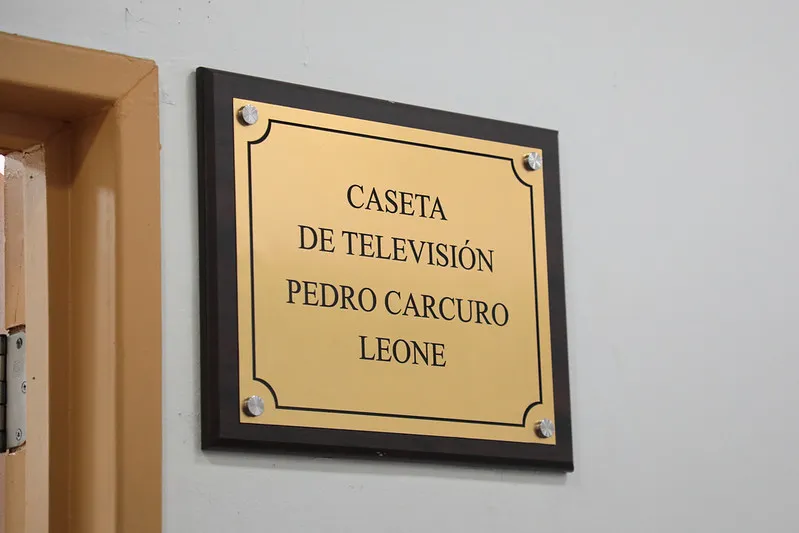 CASETA
DE TELEVISIÓN
PEDRO CARCURO
LEONE